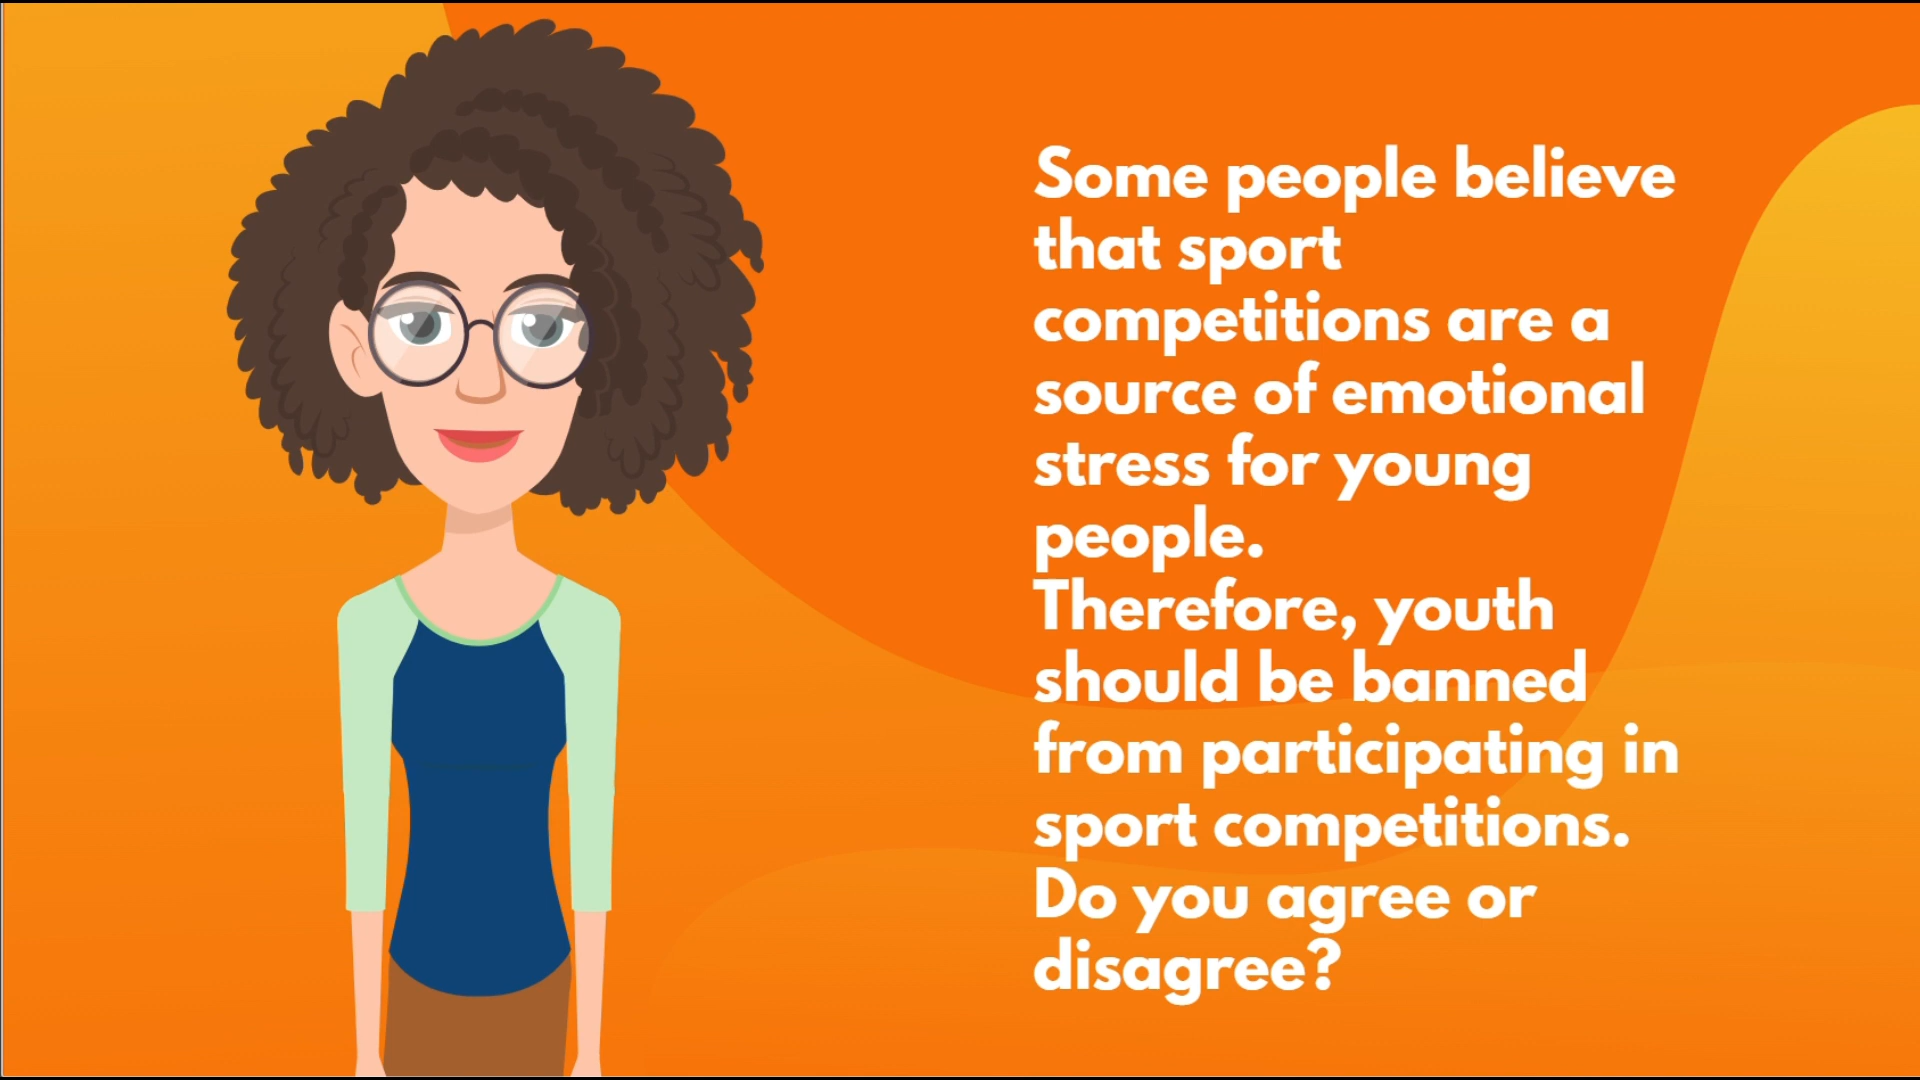 Some people believe
that sport
competitions are a
source of emotional
stress for young
people.
Therefore, youth
should be banned
from participating in
sport competitions.
Do you agree or
disagree?